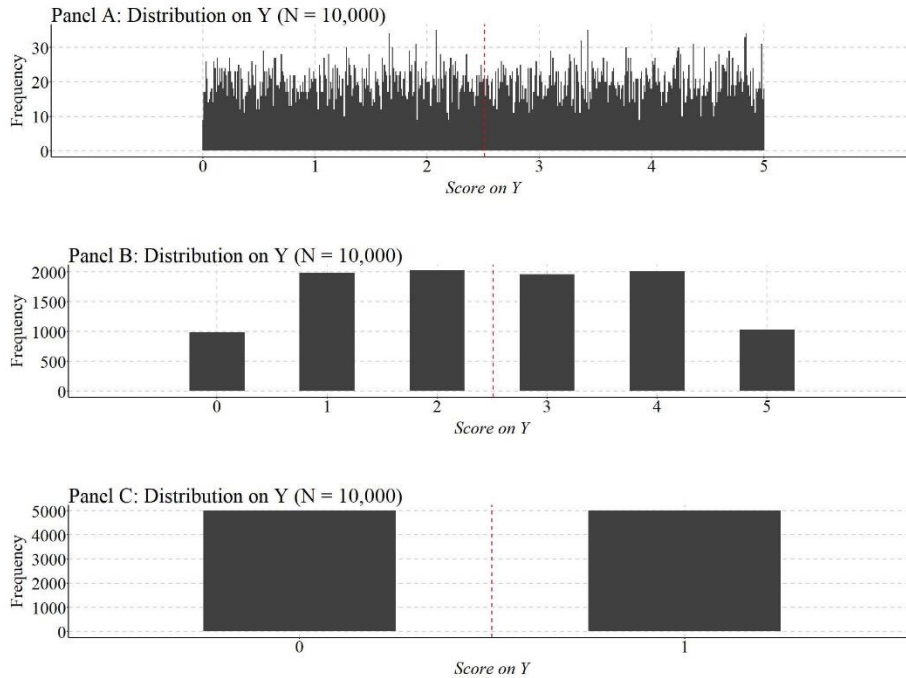 Panel A: Distribution on Y (N = 10,000)
Frequency
30
20
10
0
0 1 2 3 4 5
Score on Y
Panel B: Distribution on Y (N = 10,000)
Frequency
2000
1500
1000
500
0
0 1 2 3 4 5
Score on Y
Panel C: Distribution on Y (N = 10,000)
Frequency
5000
4000
3000
2000
1000
0
0 1
Score on Y